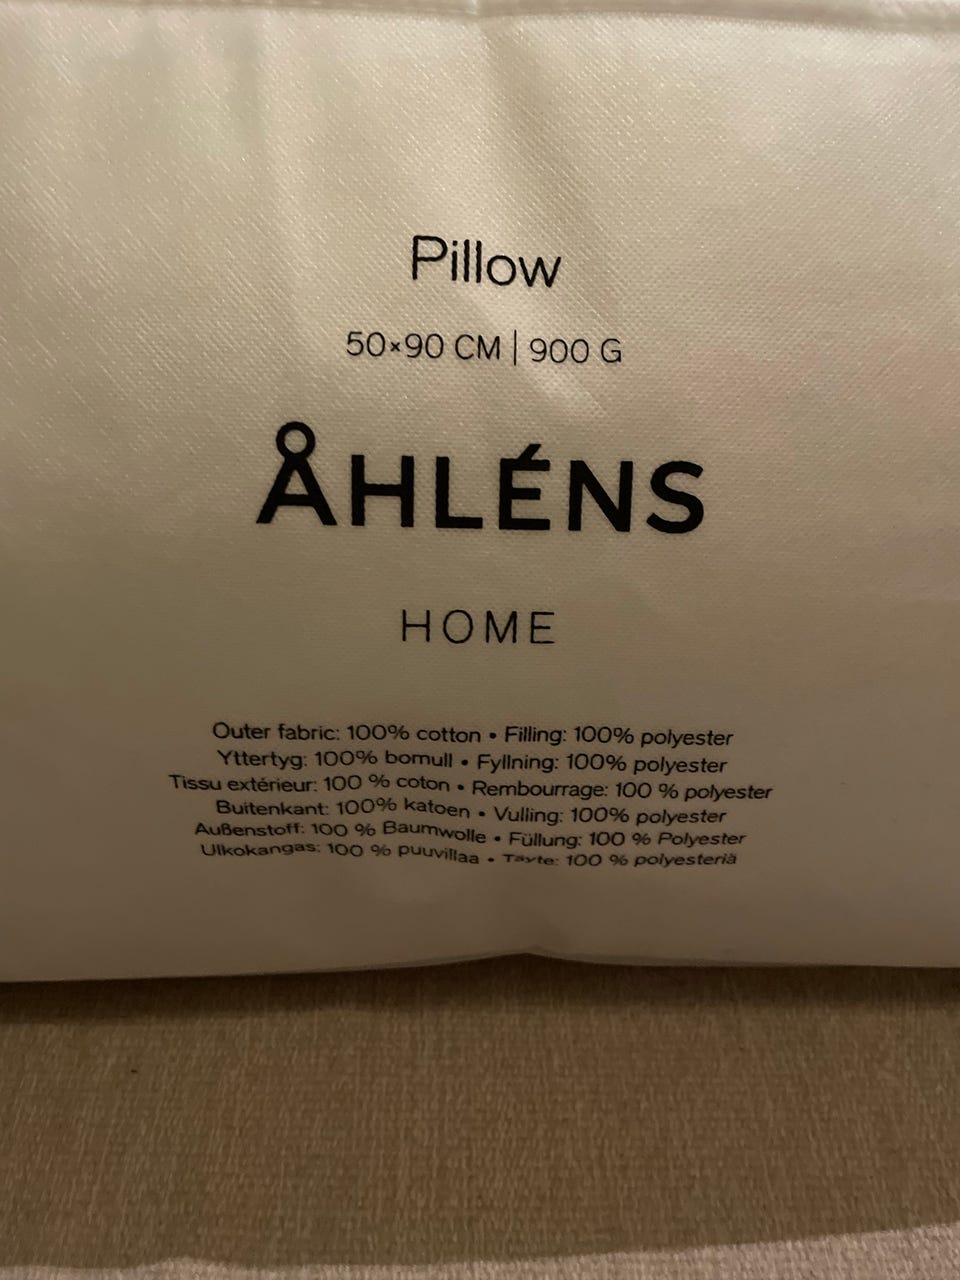 Pillow
50×90 CM | 900 G
ÅHLÉNS
HOME
Outer fabric: 100% cotton • Filling: 100% polyester
Yttertyg: 100% bomull • Fyllning: 100% polyester
Tissu extérieur: 100 % coton • Rembourrage: 100 % polyester
Buitenkant: 100% katoen • Vulling: 100% polyester
Außenstoff: 100 % Baumwolle • Füllung: 100 % Polyester
Ulkokangas: 100 % puuvillaa • Täyte: 100 % polyesteriä